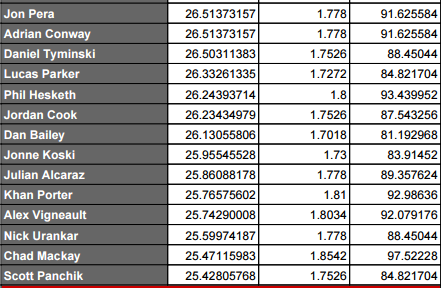 Jon Pera 26.51373157 1.778 91.625584
Adrian Conway 26.51373157 1.778 91.625584
Daniel Tyminski 26.50311383 1.7526 88.45044
Lucas Parker 26.33261335 1.7272 84.821704
Phil Hesketh 26.24393714 1.8 93.439952
Jordan Cook 26.23434979 1.7526 87.543256
Dan Bailey 26.13055806 1.7018 81.192968
Jonne Koski 25.95545528 1.73 83.91452
Julian Alcaraz 25.86088178 1.778 89.357624
Khan Porter 25.76575602 1.81 92.98636
Alex Vigneault 25.74290008 1.8034 92.079176
Nick Urankar 25.59974187 1.778 88.45044
Chad Mackay 25.47115983 1.8542 97.52228
Scott Panchik 25.42805768 1.7526 84.821704